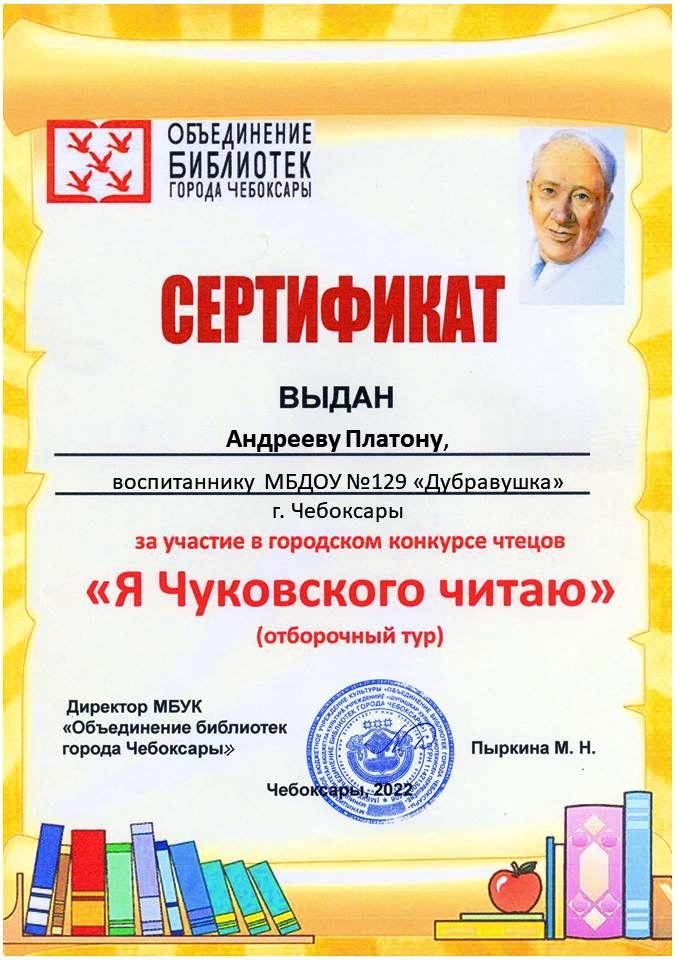 ОБЪЕДИНЕНИЕ
БИБЛИОТЕК
ГОРОДА ЧЕБОКСАРЫ
СЕРТИФИКАТ
ВЫДАН
Андрееву Платону,
воспитаннику МБДОУ №129 «Дубравушка»
г. Чебоксары
за участие в городском конкурсе чтецов
«Я Чуковского читаю»
(отборочный тур)
Директор МБУК
«Объединение библиотек
города Чебоксары»
Пыркина М. Н.
Чебоксары, 2022